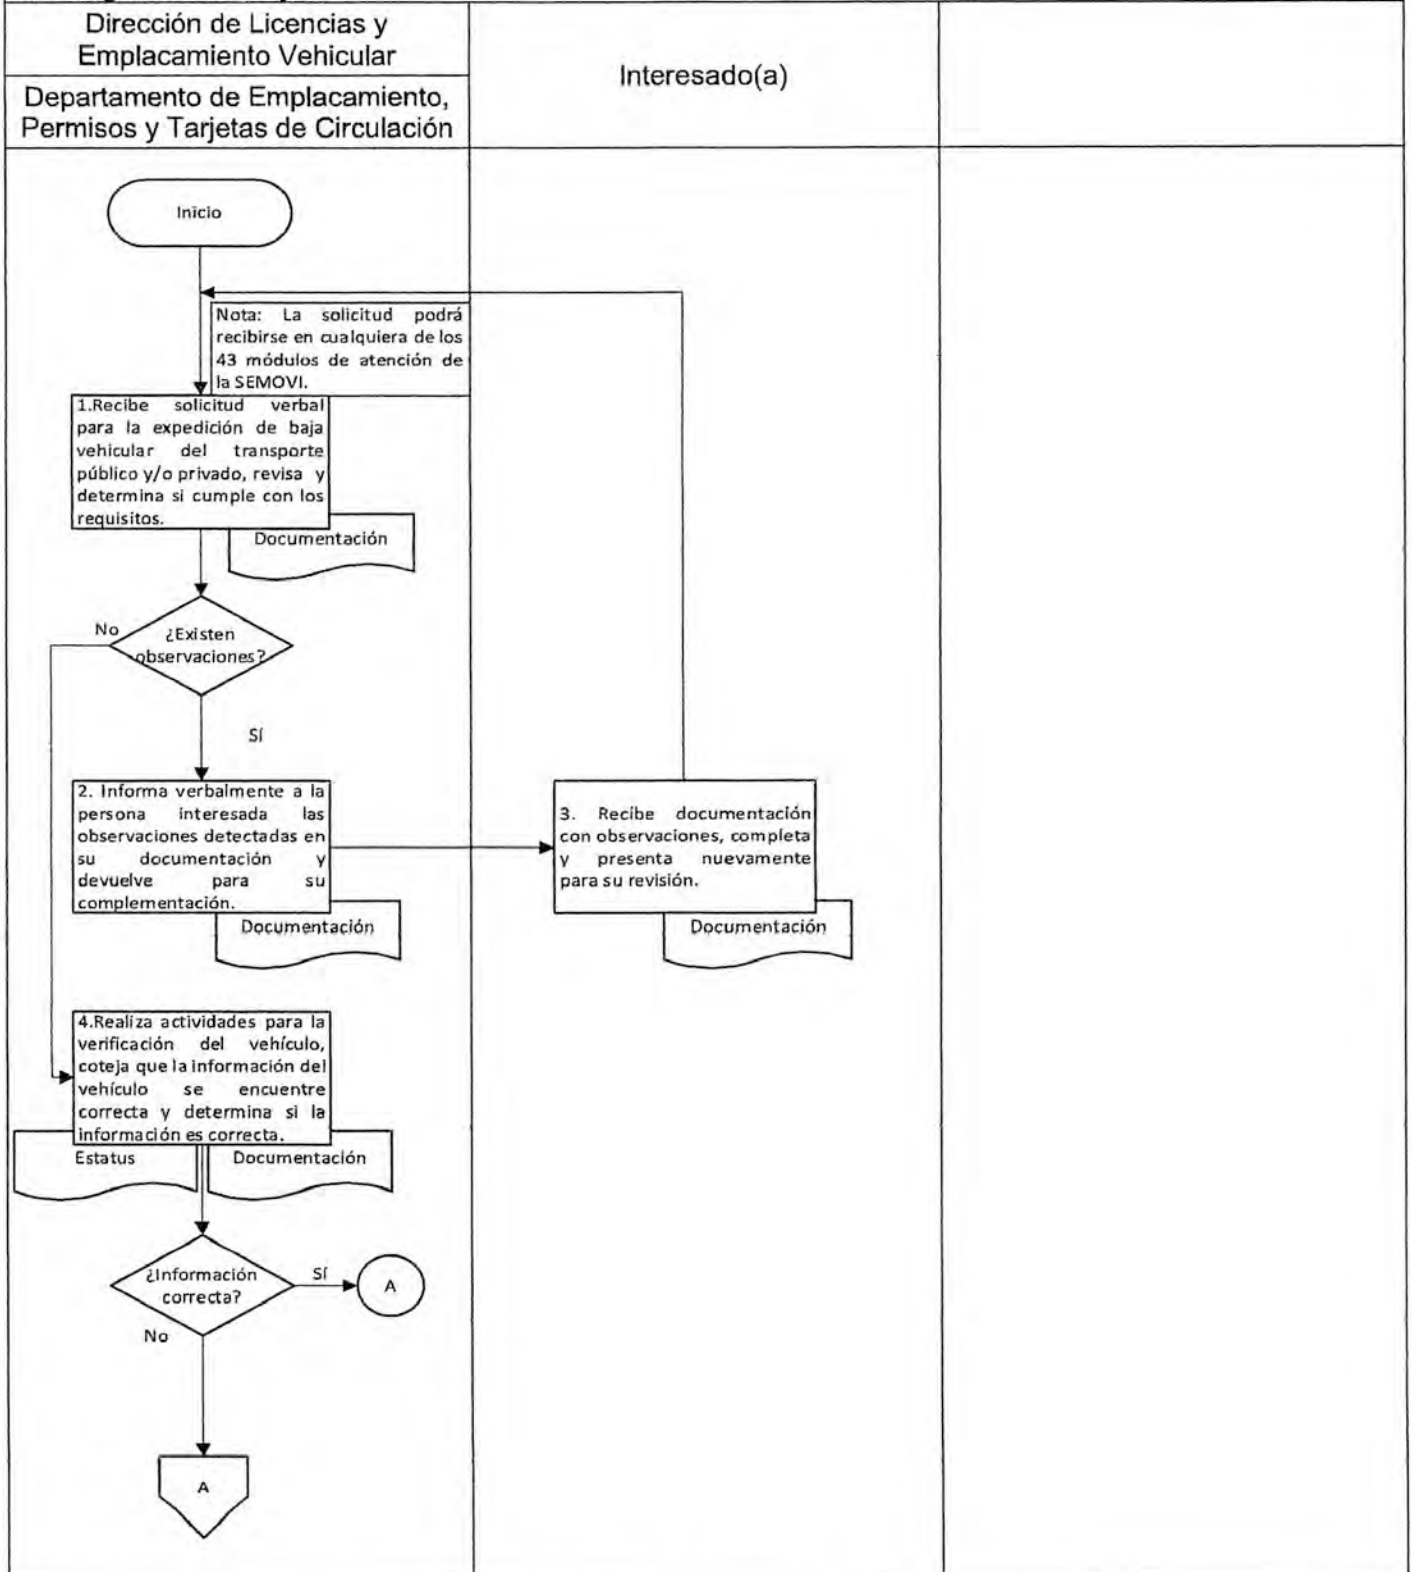 Dirección de Licencias y
Emplacamiento Vehicular
Departamento de Emplacamiento,
Permisos y Tarjetas de Circulación
Interesado(a)
Inicio
Nota: La solicitud podrá
recibirse en cualquiera de los
43 módulos de atención de
la SEMOVI.
1.Recibe solicitud verbal
para la expedición de baja
vehicular del transporte
público y/o privado, revisa y
determina si cumple con los
requisitos.
Documentación
No
¿Existen
observaciones?
Sí
2. Informa verbalmente a la
persona interesada las
observaciones detectadas en
su documentación y
devuelve para su
complementación.
Documentación
3. Recibe documentación
con observaciones, completa
y presenta nuevamente
para su revisión.
Documentación
4.Realiza actividades para la
verificación del vehículo,
coteja que la información del
vehículo se encuentre
correcta y determina si la
información es correcta.
Estatus
Documentación
¿Información
correcta?
Sí
A
No
A